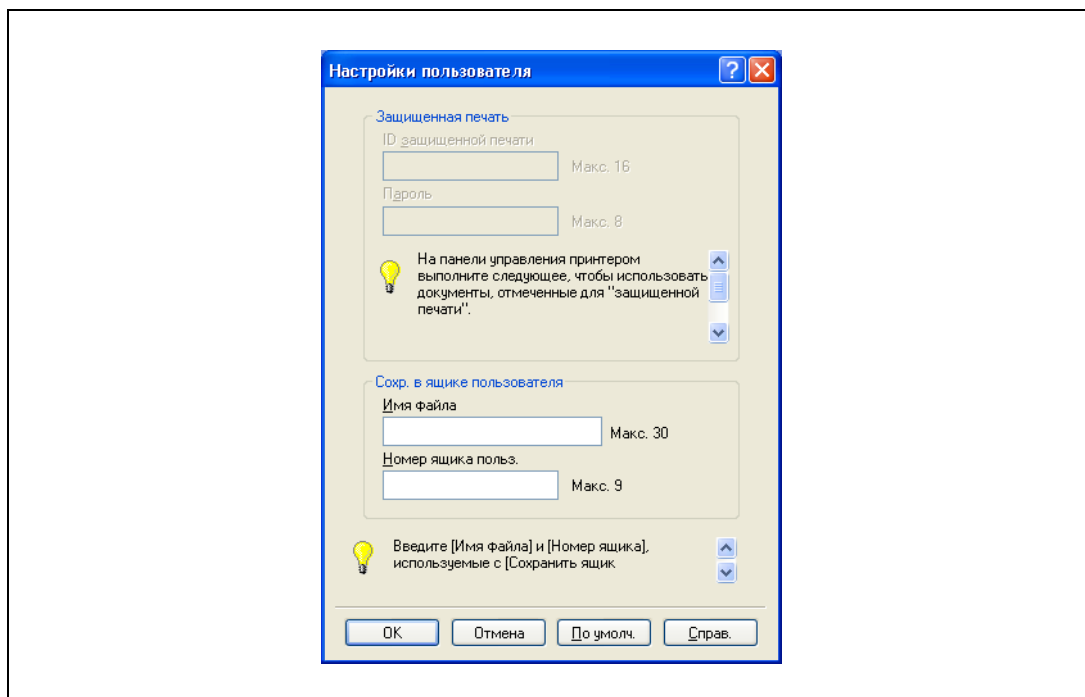 Настройки пользователя
Защищенная печать
ID защищенной печати
Макс. 16
Пароль
Макс. 8
На панели управления принтером
выполните следующее, чтобы использовать
документы, отмеченные для "защищенной
печати".
Сохр. в ящике пользователя
Имя файла
Макс. 30
Номер ящика польз.
Макс. 9
Введите [Имя файла] и [Номер ящика],
используемые с [Сохранить ящик
OK Отмена По умолч. Справ.